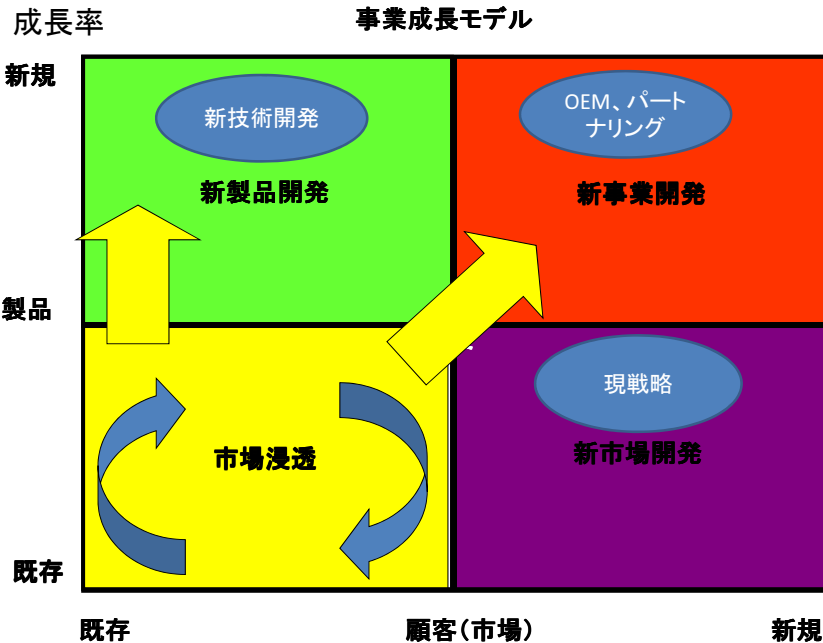 成長率
事業成長モデル
新規
新技術開発
OEM、パート
ナリング
新製品開発
新事業開発
製品
現戦略
市場浸透
新市場開発
既存
既存
顧客(市場)
新規